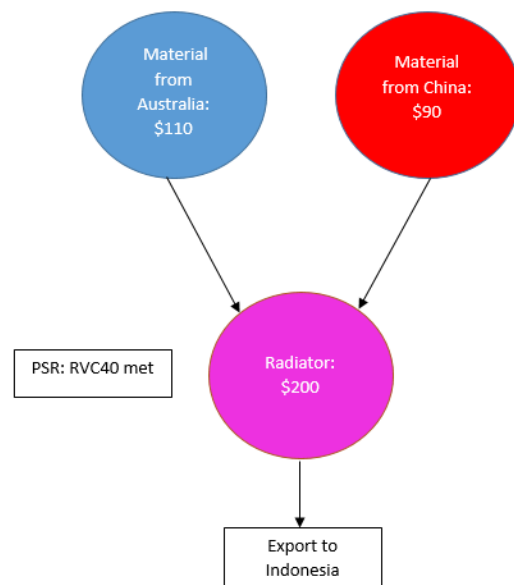 Material
from
Australia:
$110
Material
from China:
$90
PSR: RVC40 met
Radiator:
$200
Export to
Indonesia